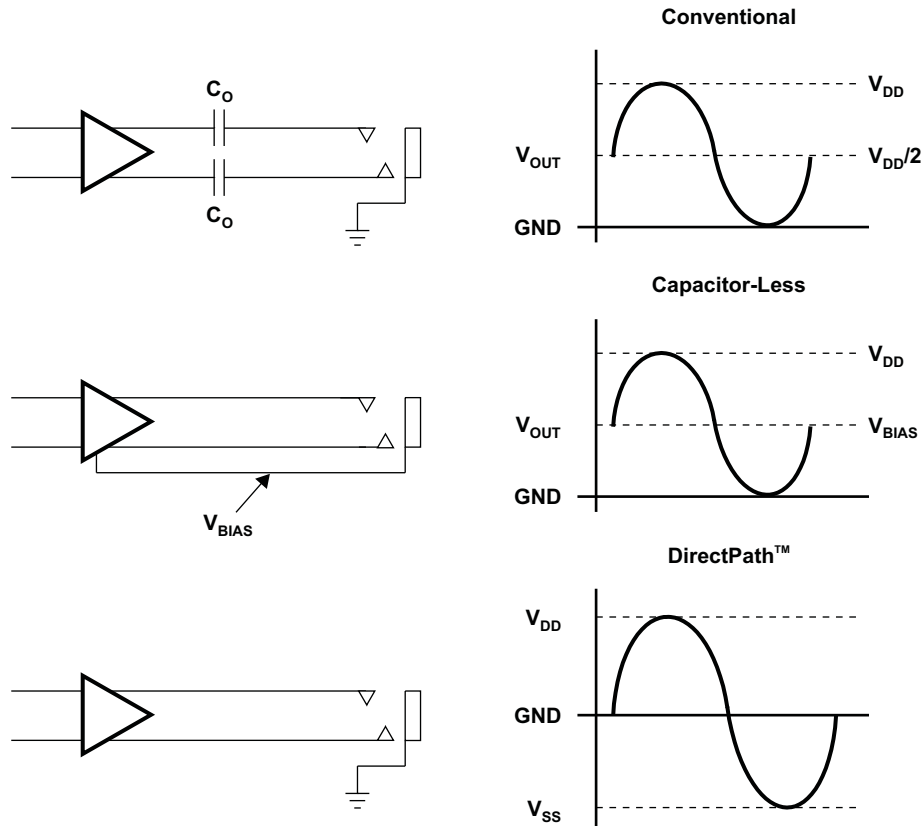 Conventional
C_O
C_O
V_DD
V_OUT
V_DD/2
GND
Capacitor-Less
V_DD
V_OUT
V_BIAS
GND
V_BIAS
DirectPath™
V_DD
GND
V_SS